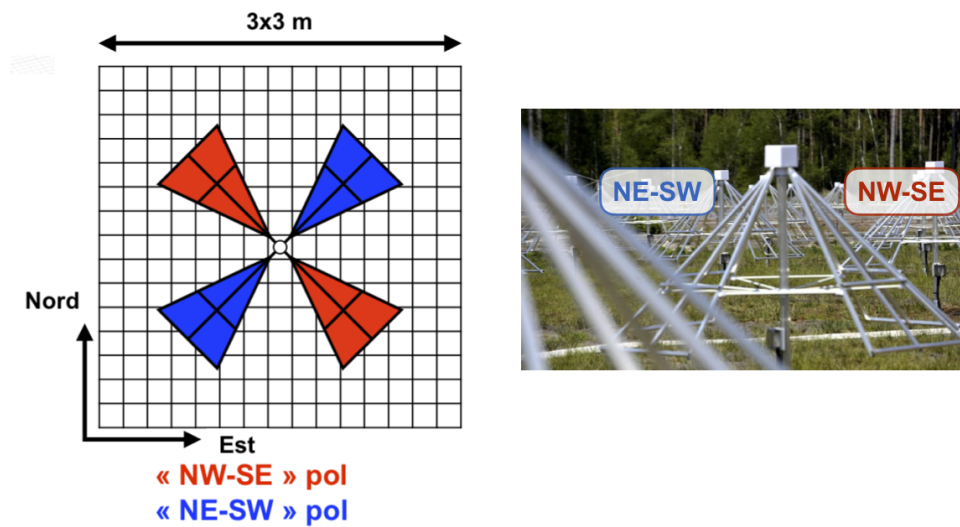 3x3 m
NE-SW
NW-SE
Nord
Est
« NW-SE » pol
« NE-SW » pol